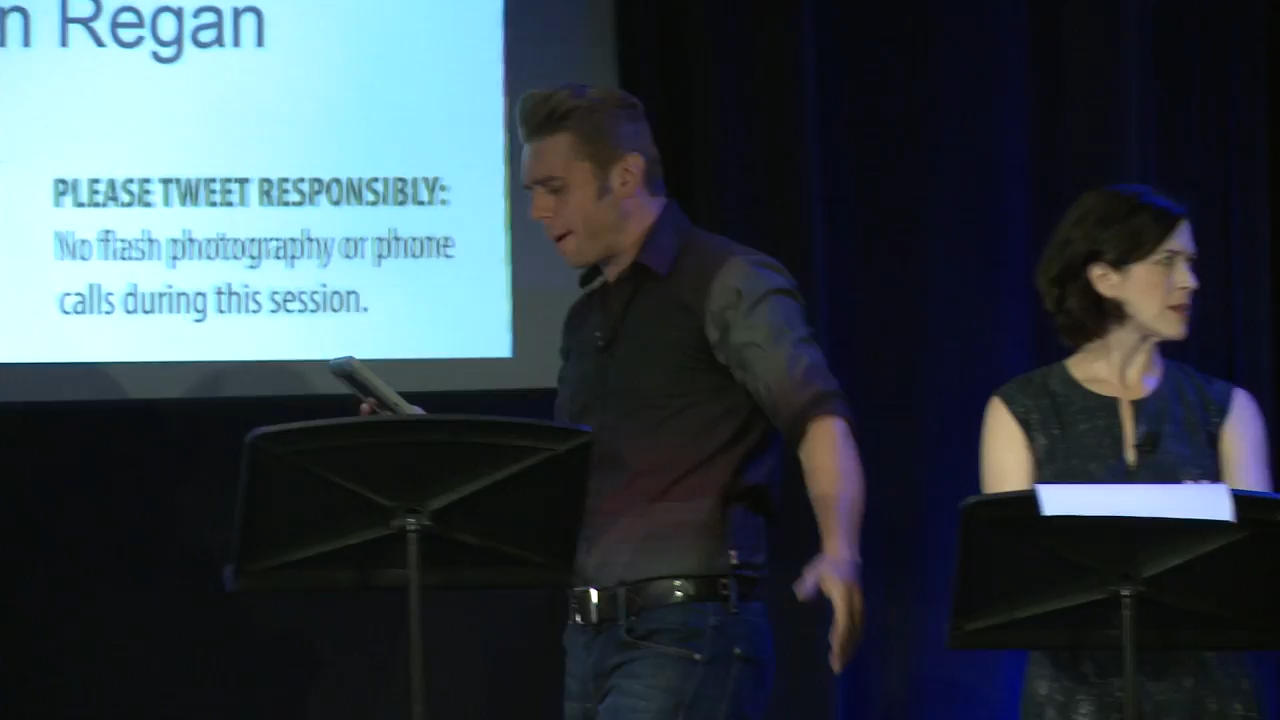 n Regan
PLEASE TWEET RESPONSIBLY:
No flash photography or phone
calls during this session.